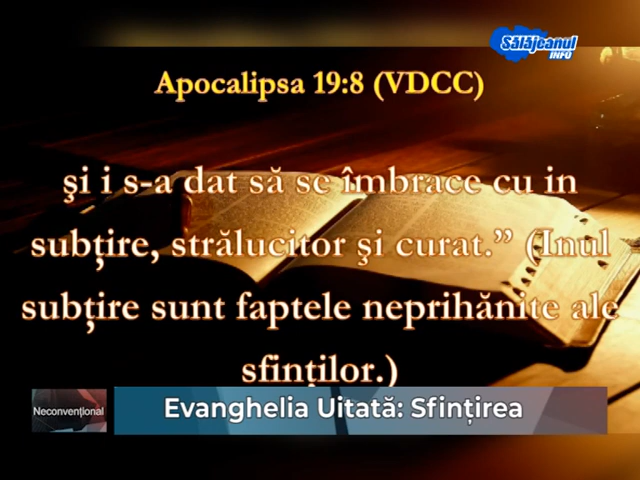 Sălăjeanul
INFO
Apocalipsa 19:8 (VDCC)
şi i s-a dat să se îmbrace cu in
subţire, strălucitor şi curat.” (Inul
subţire sunt faptele neprihănite ale
sfinţilor.)
Neconvențional
Evanghelia Uitată: Sfințirea